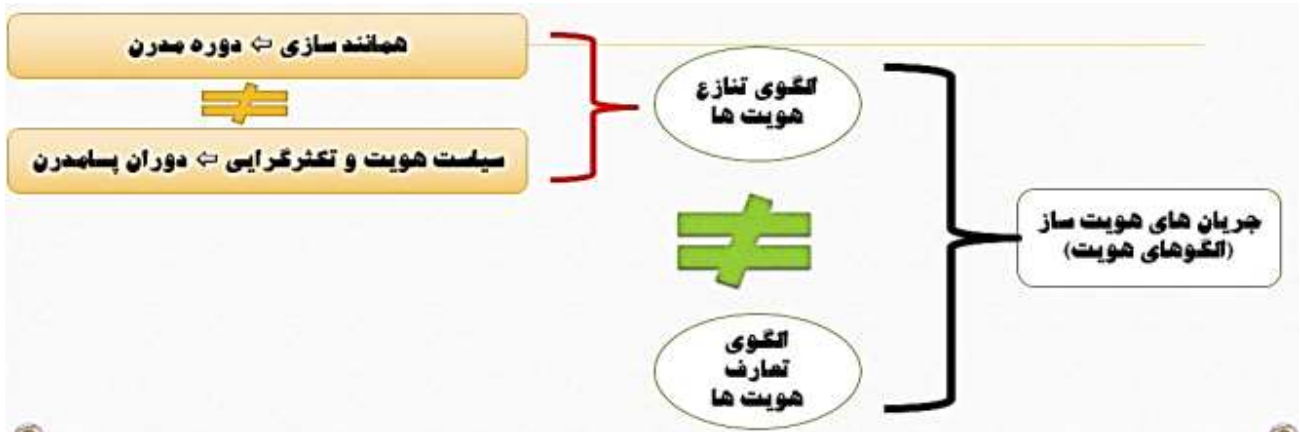 جریان های هویت ساز
(الگوهای هویت)
الگوی تنازع
هویت ها
همانند سازی ⇦ دوره مدرن
سیاست هویت و تکثرگرایی ⇦ دوران پسامدرن
الگوی
تعارف
هویت ها